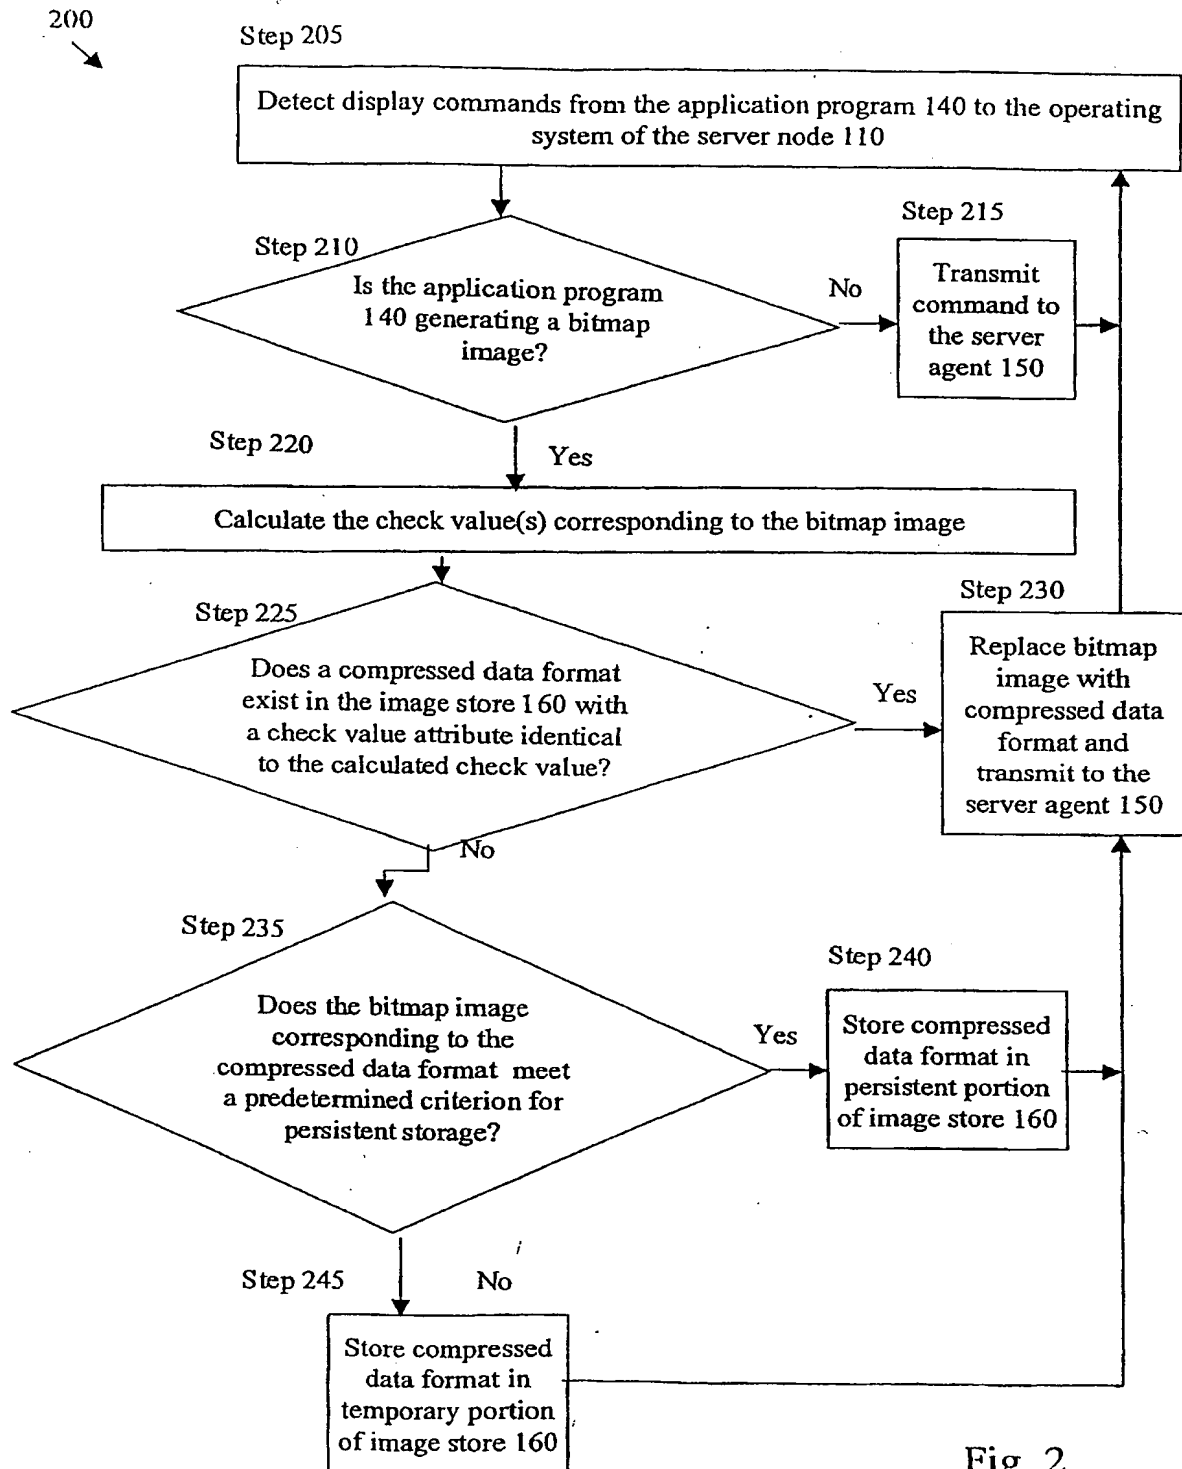 200
Step 205
Detect display commands from the application program 140 to the operating
system of the server node 110
Step 210
Is the application program
140 generating a bitmap
image?
No
Step 215
Transmit
command to
the server
agent 150
Step 220
Yes
Calculate the check value(s) corresponding to the bitmap image
Step 225
Does a compressed data format
exist in the image store 160 with
a check value attribute identical
to the calculated check value?
Yes
Step 230
Replace bitmap
image with
compressed data
format and
transmit to the
server agent 150
No
Step 235
Does the bitmap image
corresponding to the
compressed data format meet
a predetermined criterion for
persistent storage?
Yes
Step 240
Store compressed
data format in
persistent portion
of image store 160
Step 245
No
Store compressed
data format in
temporary portion
of image store 160
Fig. 2